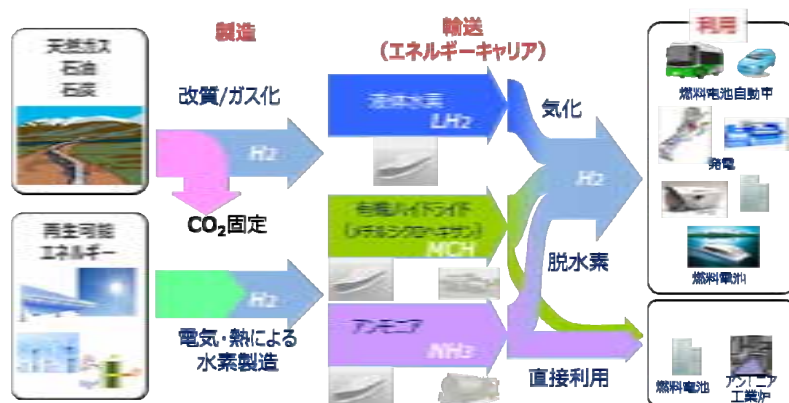 製造
輸送
(エネルギーキャリア)
利用
天然ガス
石油
石炭
改質/ガス化
H2
CO2固定
再生可能
エネルギー
H2
電気・熱による
水素製造
液体水素
LH2
有機ハイドライド
(メチルシクロヘキサン)
MCH
アンモニア
NH3
気化
H2
脱水素
直接利用
燃料電池自動車
発電
燃料電池
燃料電池
アンモニア
工業炉